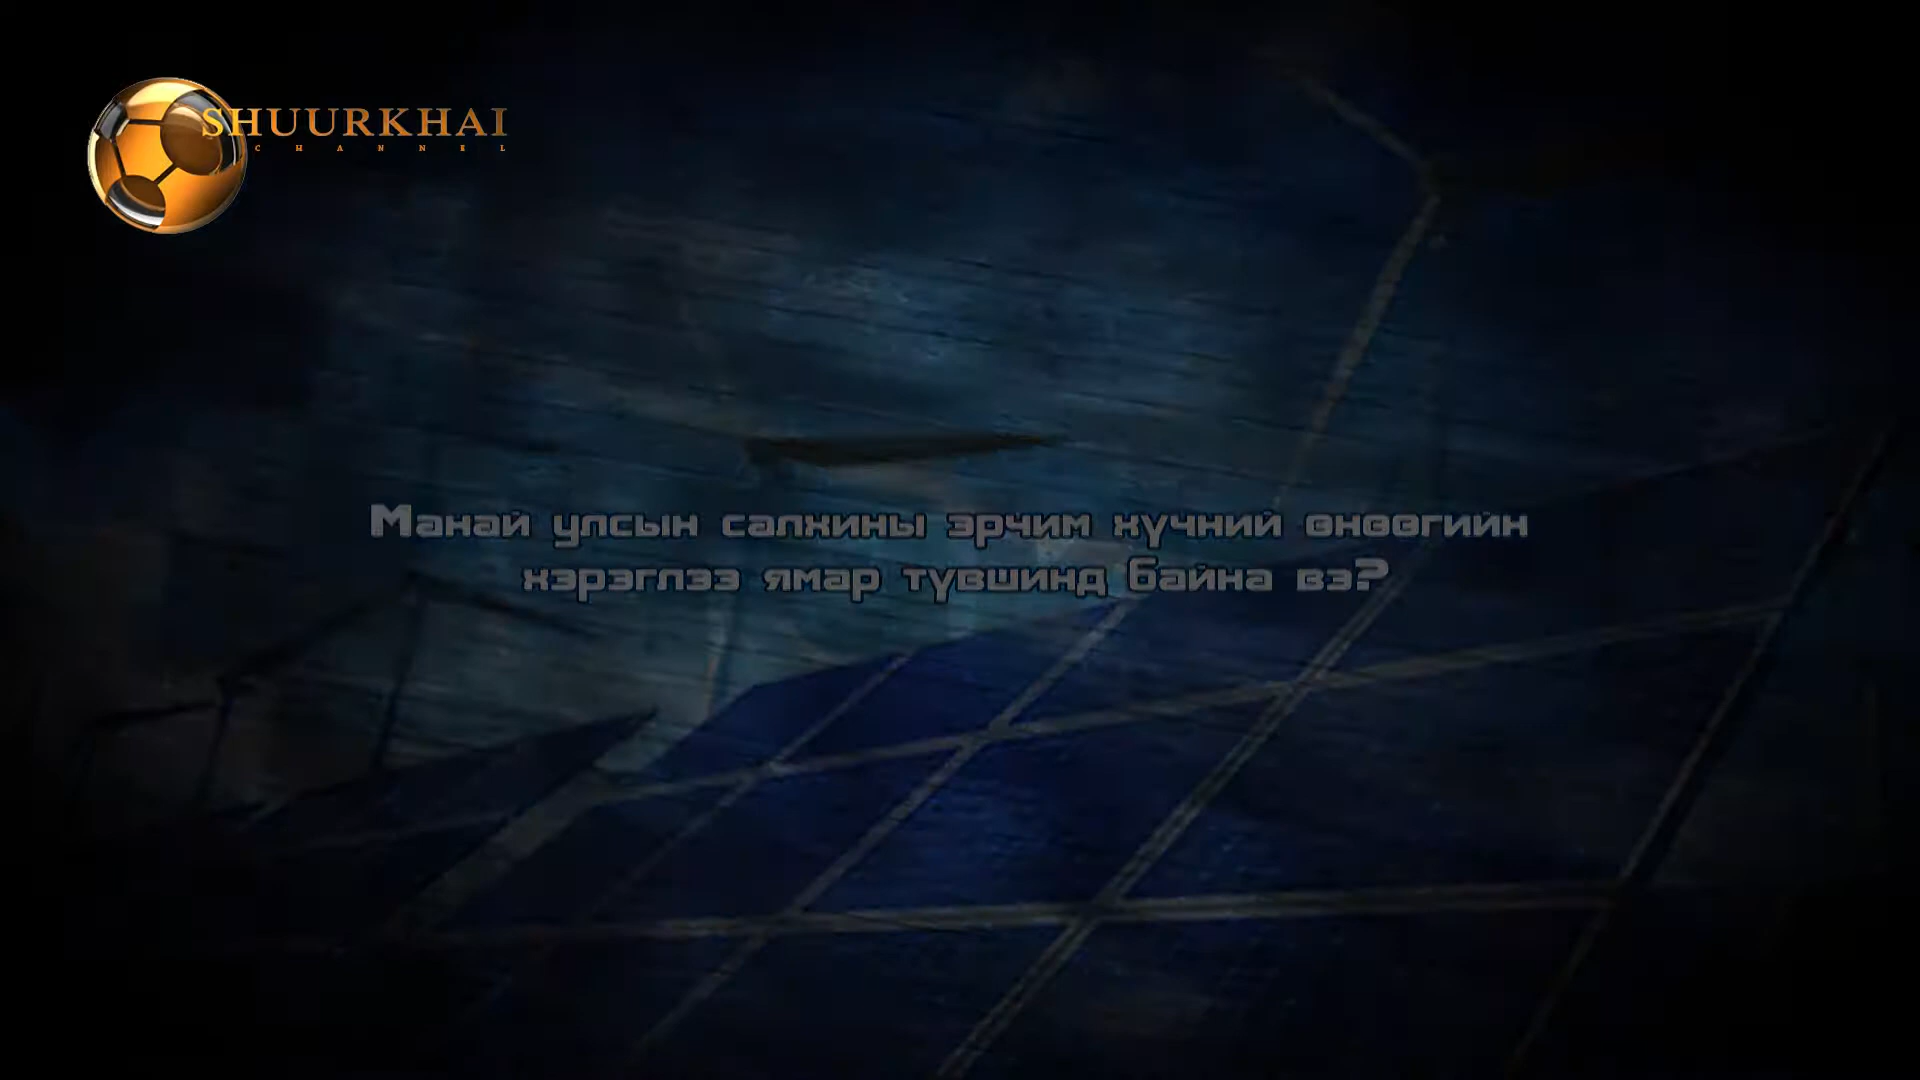 SHUURKHAI
CHANNEL
Манай улсын салхины эрчим хүчний өнөөгийн
хэрэглээ ямар түвшинд байна вэ?